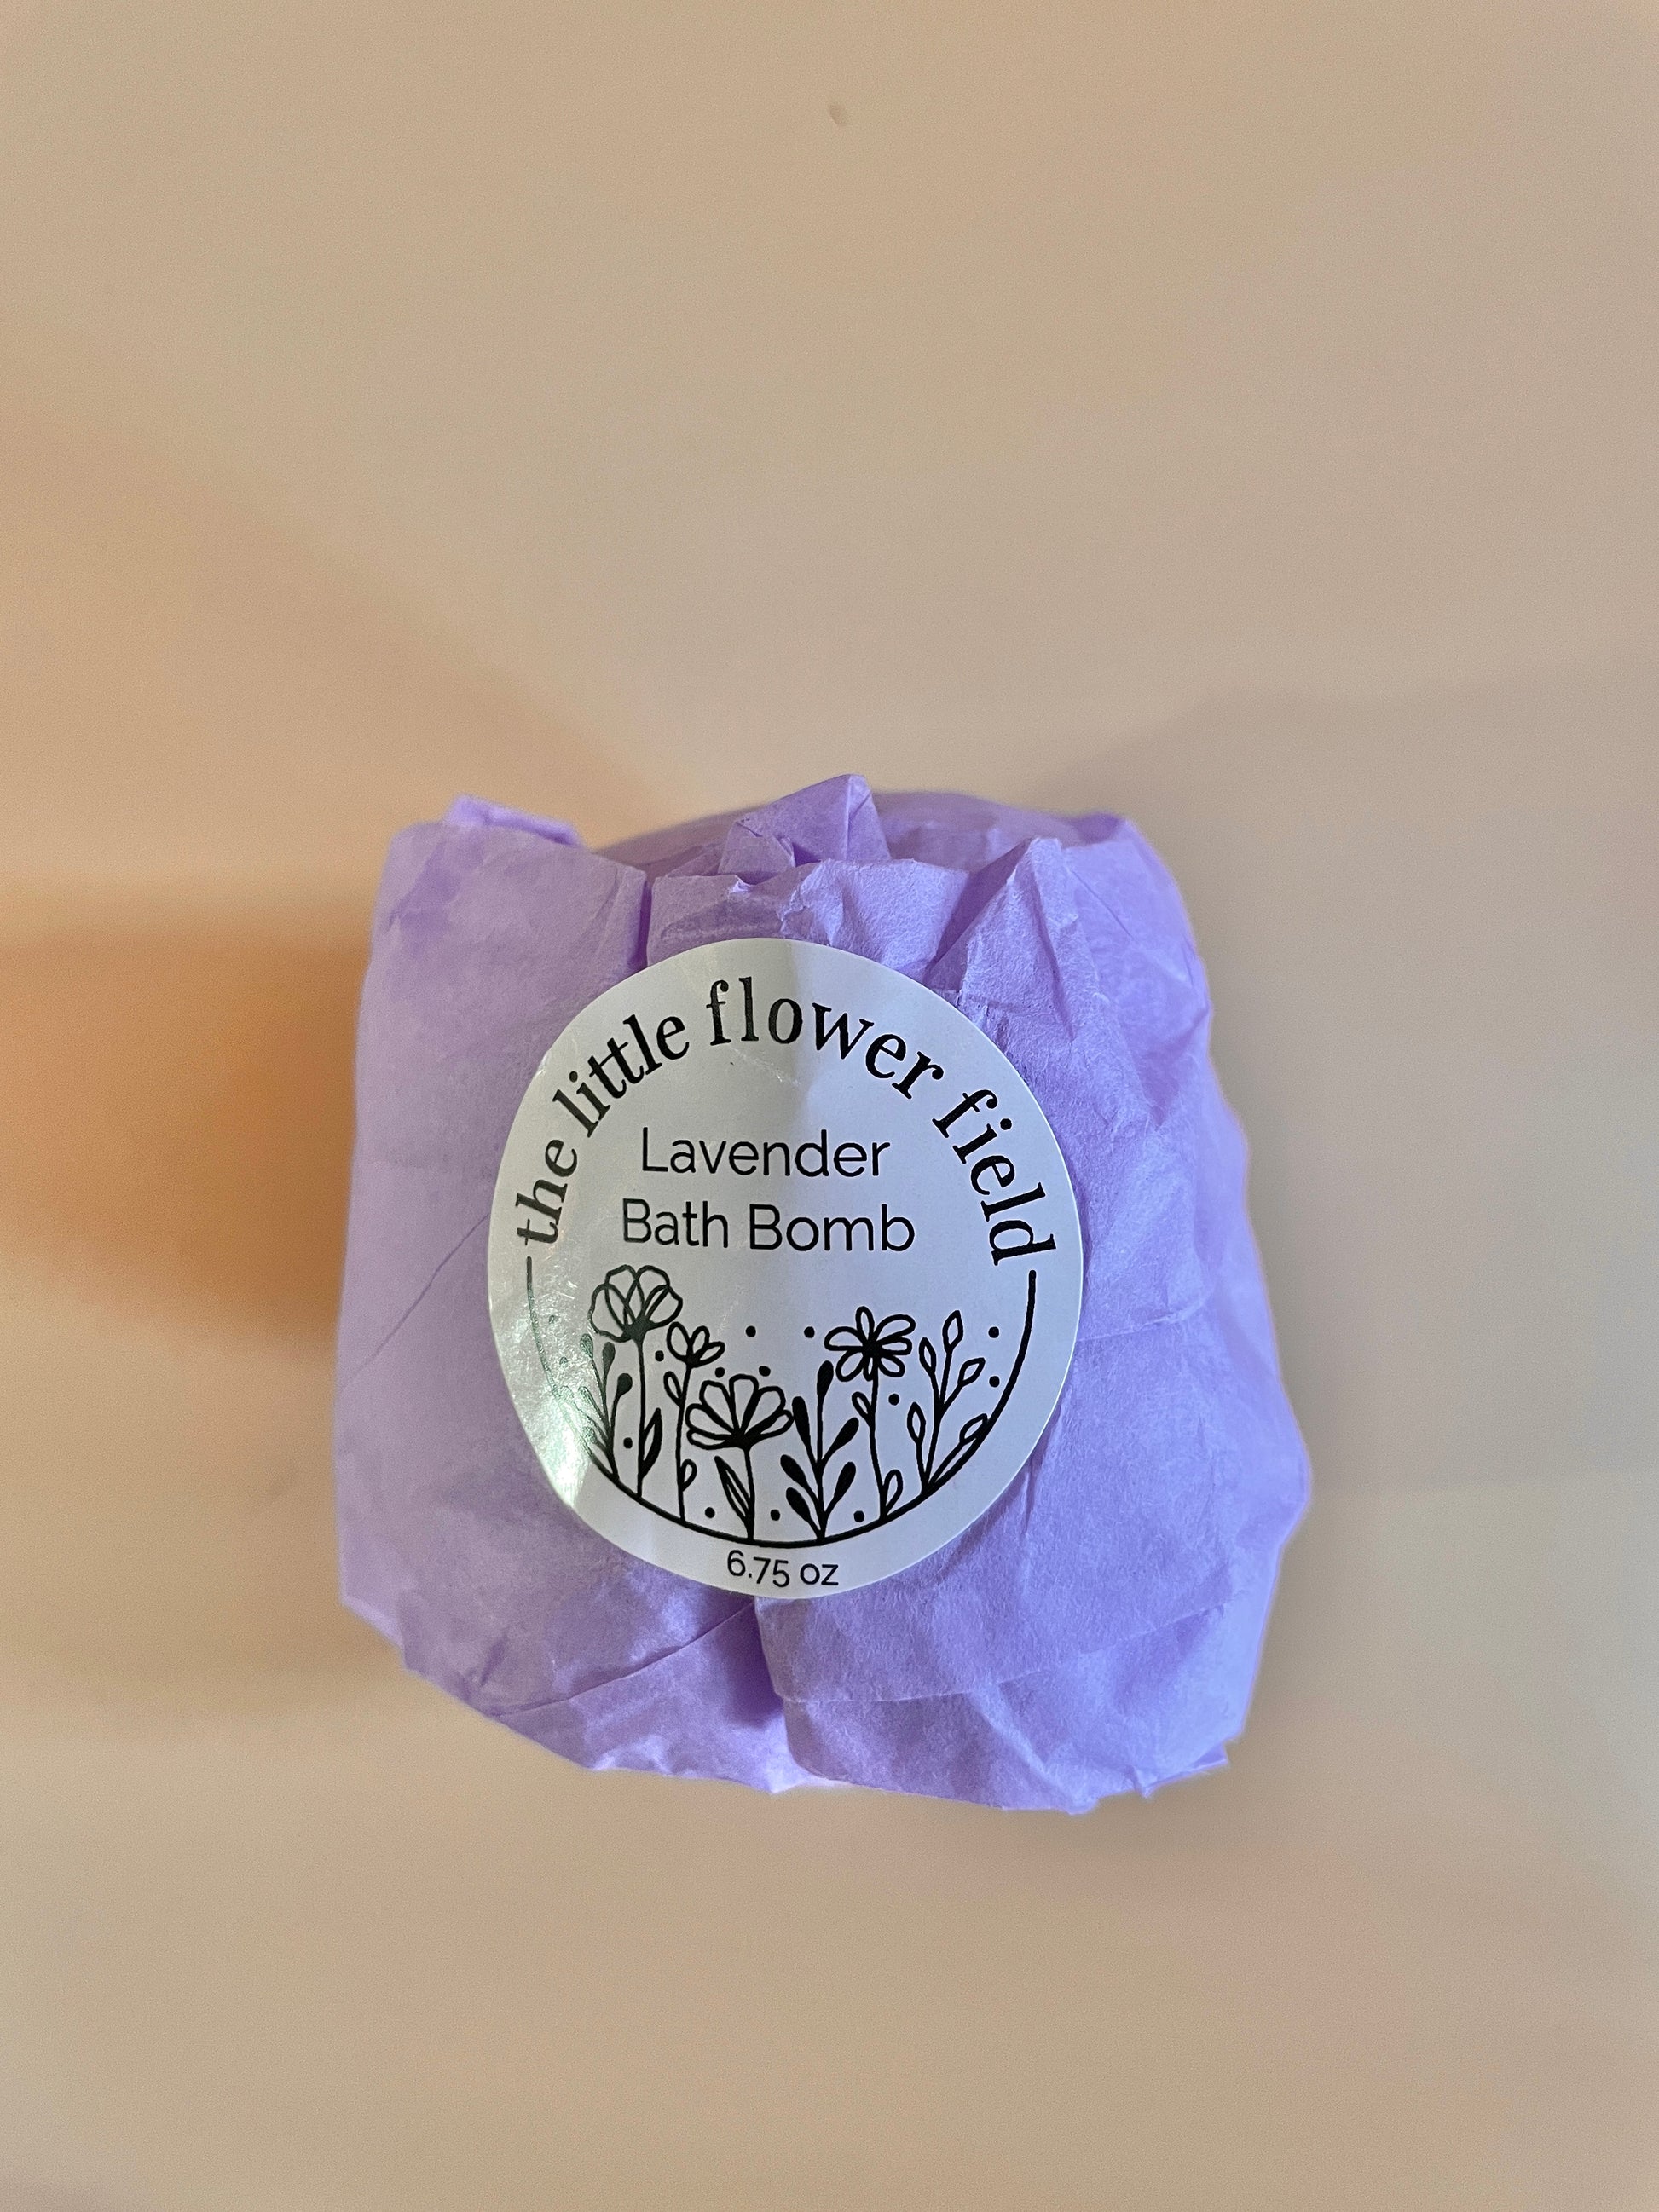 the little flower field
Lavender
Bath Bomb
6.75 oz